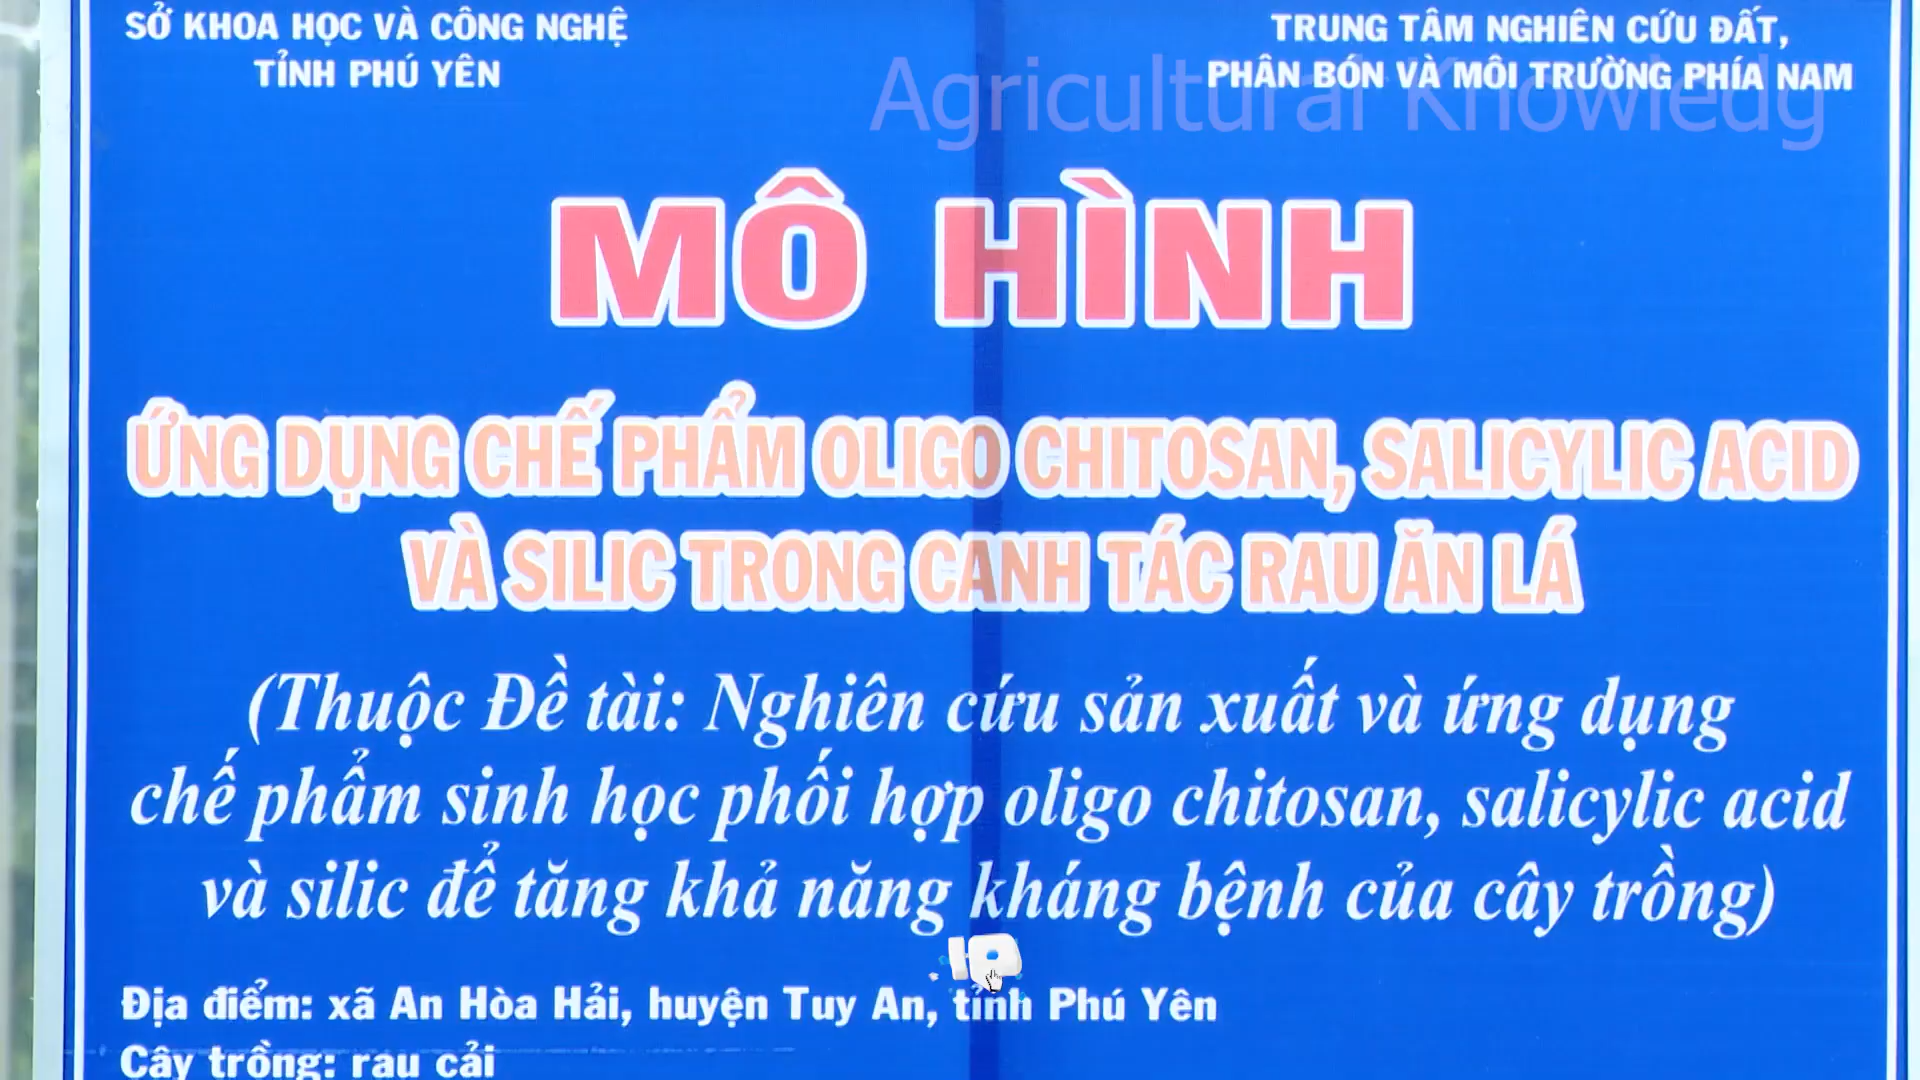 SỞ KHOA HỌC VÀ CÔNG NGHỆ
TỈNH PHÚ YÊN
TRUNG TÂM NGHIÊN CỨU ĐẤT,
PHÂN BÓN VÀ MÔI TRƯỜNG PHÍA NAM
Agricultural Knowledg
MÔ HÌNH
ỨNG DỤNG CHẾ PHẨM OLIGO CHITOSAN, SALICYLIC ACID
VÀ SILIC TRONG CANH TÁC RAU ĂN LÁ
(Thuộc Đề tài: Nghiên cứu sản xuất và ứng dụng
chế phẩm sinh học phối hợp oligo chitosan, salicylic acid
và silic để tăng khả năng kháng bệnh của cây trồng)
Địa điểm: xã An Hòa Hải, huyện Tuy An, tỉnh Phú Yên
Cây trồng: rau cải